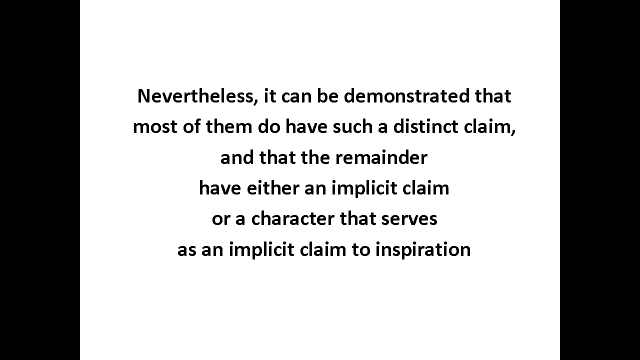 Nevertheless, it can be demonstrated that
most of them do have such a distinct claim,
and that the remainder
have either an implicit claim
or a character that serves
as an implicit claim to inspiration